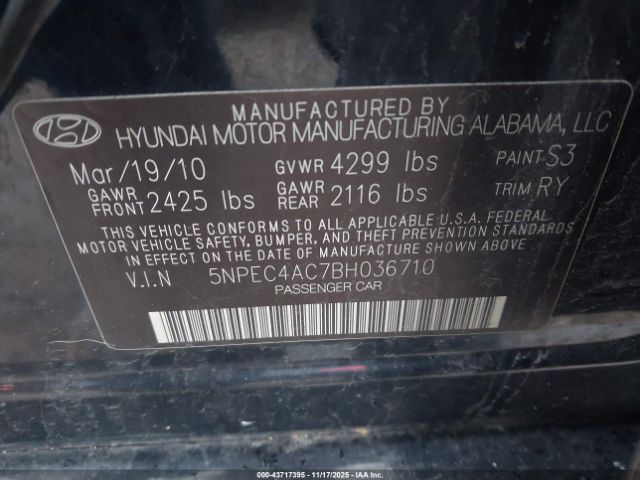 MANUFACTURED BY
HYUNDAI MOTOR MANUFACTURING ALABAMA, LLC
Mar/19/10 GVWR 4299 lbs PAINT S3
GAWR FRONT 2425 lbs GAWR REAR 2116 lbs TRIM RY
THIS VEHICLE CONFORMS TO ALL APPLICABLE U.S.A. FEDERAL
MOTOR VEHICLE SAFETY, BUMPER, AND THEFT PREVENTION STANDARDS
IN EFFECT ON THE DATE OF MANUFACTURE SHOWN ABOVE.
V.I.N 5NPEC4AC7BH036710
PASSENGER CAR
000-43717395 - 11/17/2025 - IAA Inc.